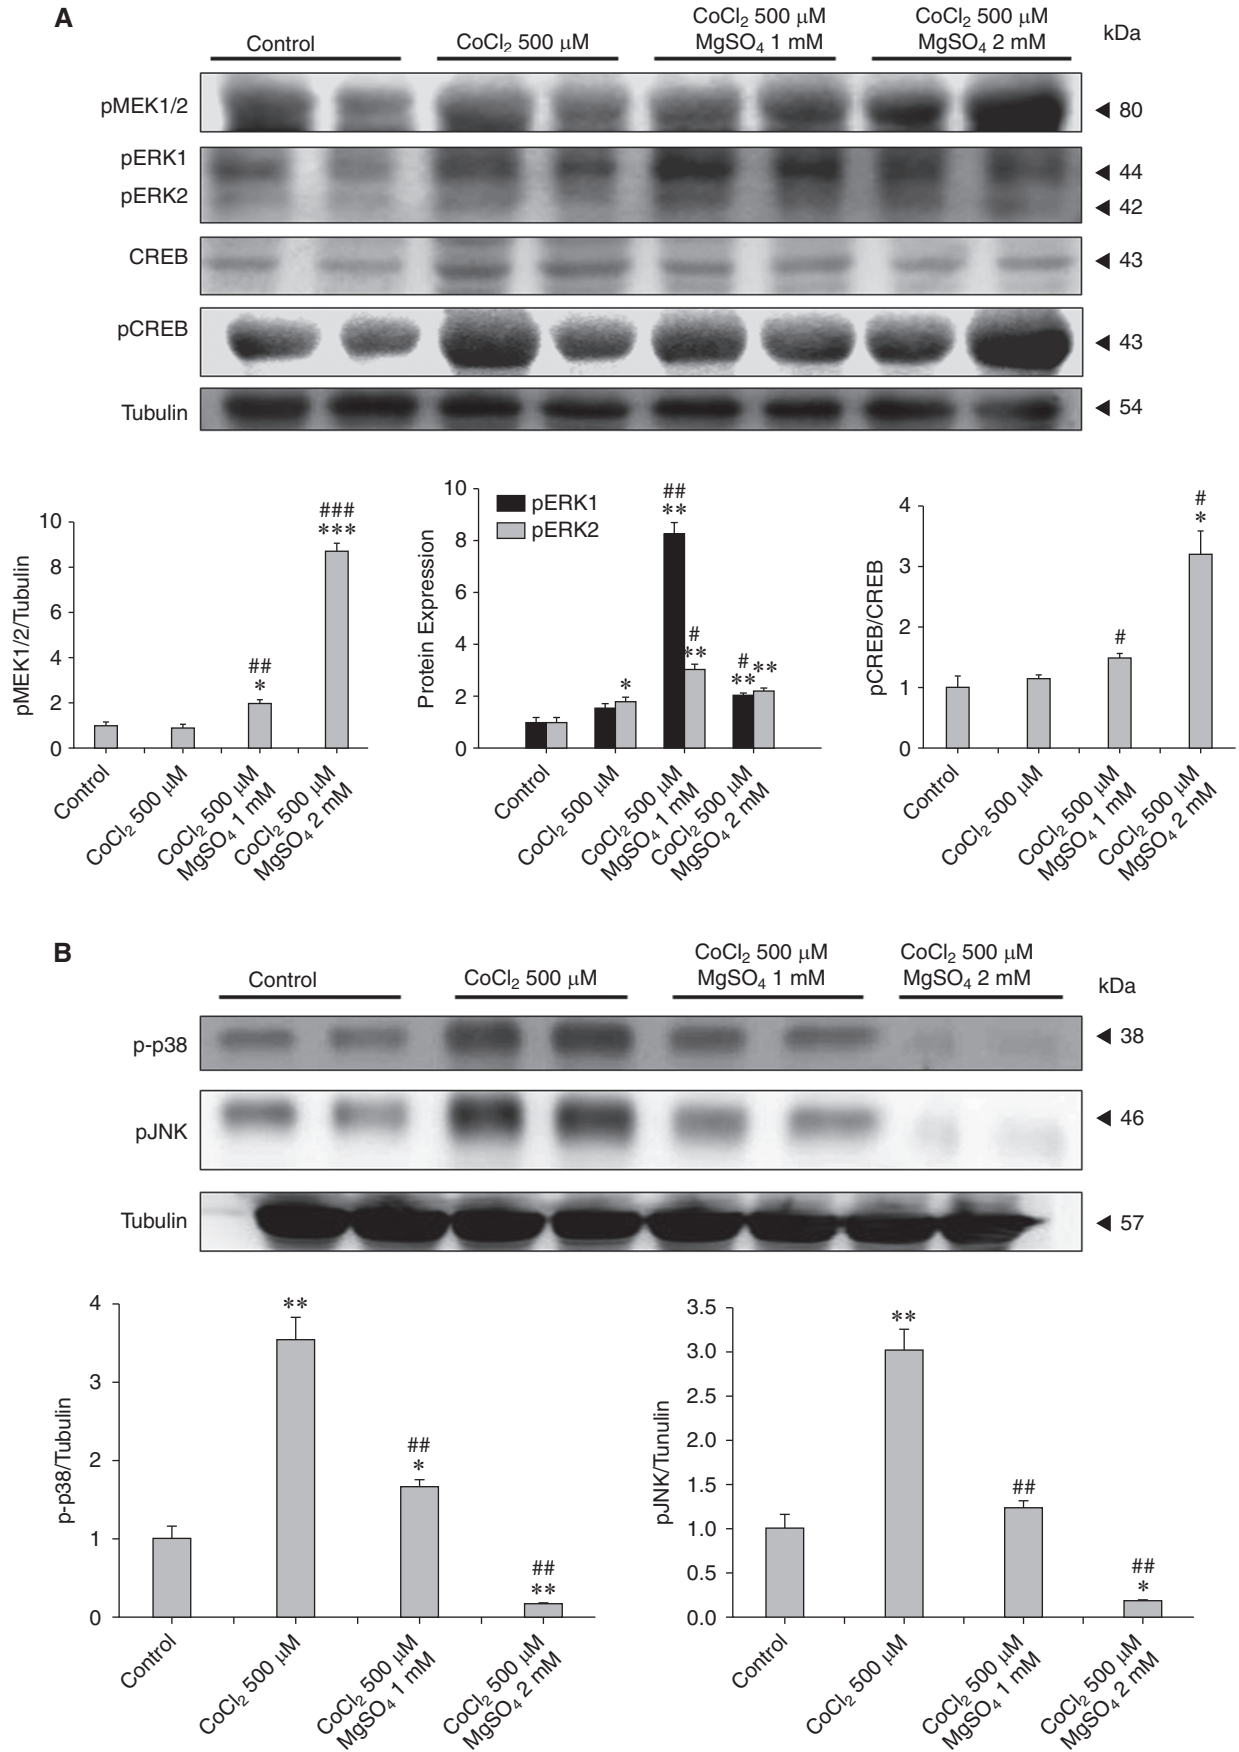 A
Control
CoCl2 500 μM
CoCl2 500 μM
MgSO4 1 mM
CoCl2 500 μM
MgSO4 2 mM
kDa
pMEK1/2
◄ 80
pERK1
◄ 44
pERK2
◄ 42
CREB
◄ 43
pCREB
◄ 43
Tubulin
◄ 54
pMEK1/2/Tubulin
10
8
6
4
2
0
##
*
###
***
Control
CoCl2 500 μM
CoCl2 500 μM
MgSO4 1 mM
CoCl2 500 μM
MgSO4 2 mM
Protein Expression
10
8
6
4
2
0
pERK1
pERK2
*
##
**
#
**
#
**
**
Control
CoCl2 500 μM
CoCl2 500 μM
MgSO4 1 mM
CoCl2 500 μM
MgSO4 2 mM
pCREB/CREB
4
3
2
1
0
#
#
*
Control
CoCl2 500 μM
CoCl2 500 μM
MgSO4 1 mM
CoCl2 500 μM
MgSO4 2 mM
B
Control
CoCl2 500 μM
CoCl2 500 μM
MgSO4 1 mM
CoCl2 500 μM
MgSO4 2 mM
kDa
p-p38
◄ 38
pJNK
◄ 46
Tubulin
◄ 57
p-p38/Tubulin
4
3
2
1
0
**
##
*
##
**
Control
CoCl2 500 μM
CoCl2 500 μM
MgSO4 1 mM
CoCl2 500 μM
MgSO4 2 mM
pJNK/Tunulin
3.5
3.0
2.5
2.0
1.5
1.0
0.5
0.0
**
##
##
*
Control
CoCl2 500 μM
CoCl2 500 μM
MgSO4 1 mM
CoCl2 500 μM
MgSO4 2 mM